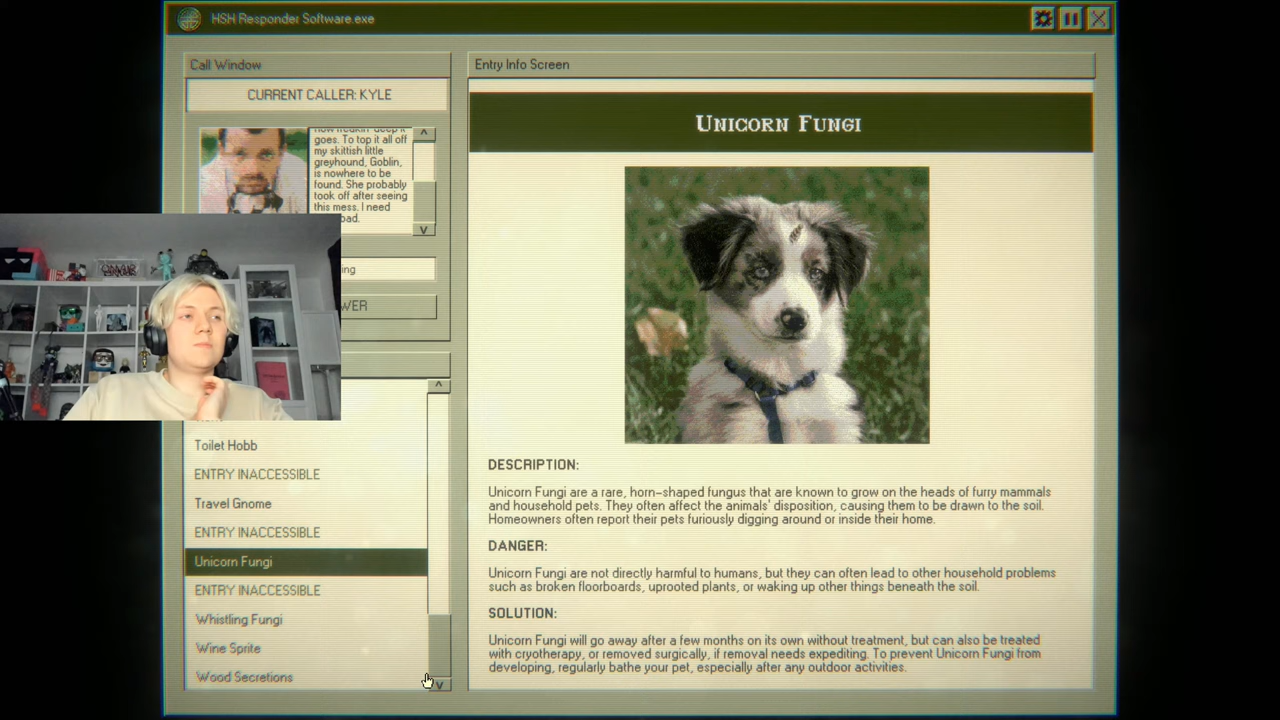 HSH Responder Software.exe
Call Window
CURRENT CALLER: KYLE
goes. To top it all off
my skittish little
greyhound, Goblin,
is nowhere to be
found. She probably
took off after seeing
this mess. I need
Toilet Hobb
ENTRY INACCESSIBLE
Travel Gnome
ENTRY INACCESSIBLE
Unicorn Fungi
ENTRY INACCESSIBLE
Whistling Fungi
Wine Sprite
Wood Secretions
Entry Info Screen
Unicorn Fungi
DESCRIPTION:
Unicorn Fungi are a rare, horn-shaped fungus that are known to grow on the heads of furry mammals
and household pets. They often affect the animals' disposition, causing them to be drawn to the soil.
Homeowners often report their pets furiously digging around or inside their home.
DANGER:
Unicorn Fungi are not directly harmful to humans, but they can often lead to other household problems
such as broken floorboards, uprooted plants, or waking up other things beneath the soil.
SOLUTION:
Unicorn Fungi will go away after a few months on its own without treatment, but can also be treated
with cryotherapy, or removed surgically, if removal needs expediting. To prevent Unicorn Fungi from
developing, regularly bathe your pet, especially after any outdoor activities.